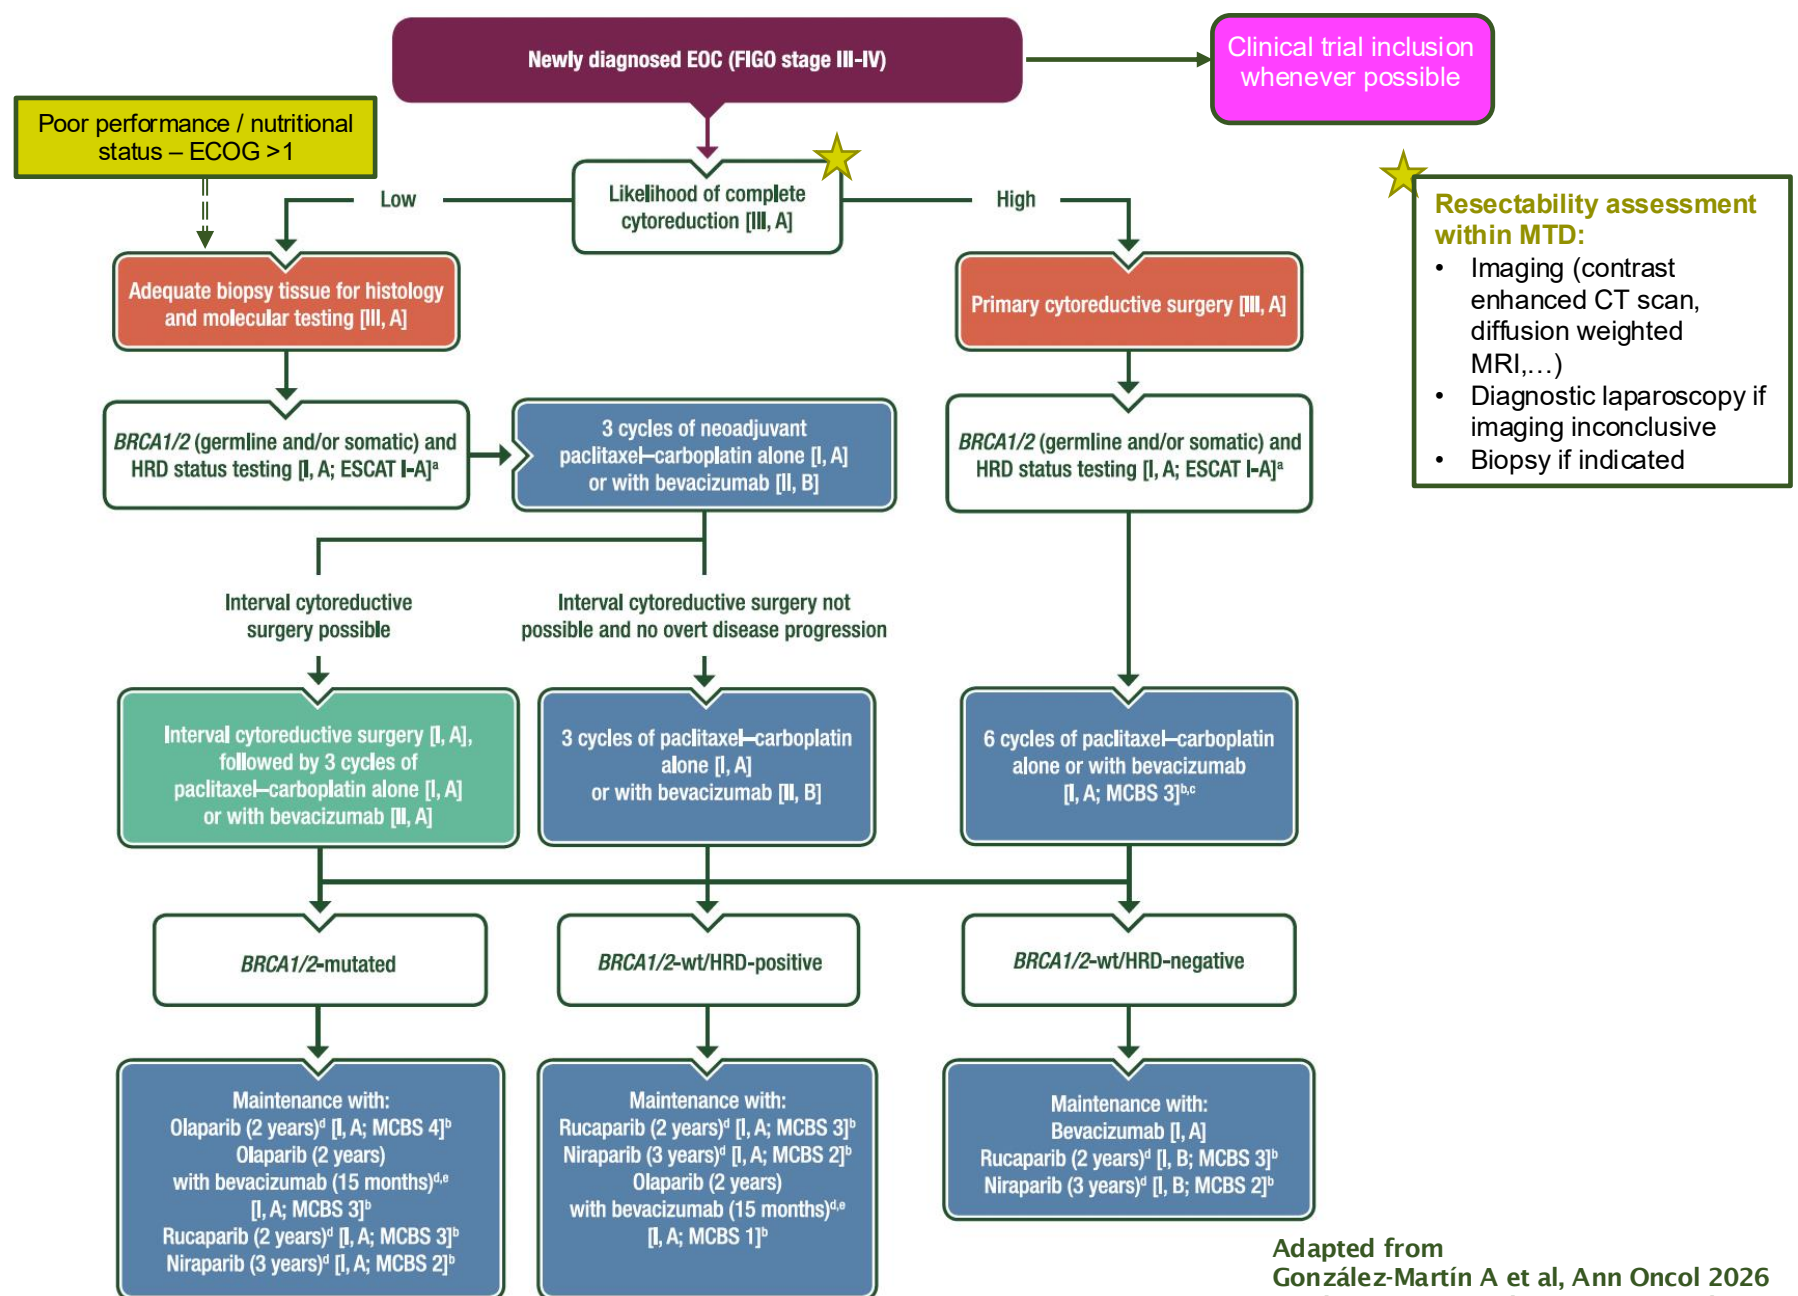 Newly diagnosed EOC (FIGO stage III-IV)
Clinical trial inclusion
whenever possible
Poor performance / nutritional
status – ECOG >1
Likelihood of complete
cytoreduction [III, A]
Low
High
Resectability assessment
within MTD:
• Imaging (contrast
enhanced CT scan,
diffusion weighted
MRI,…)
• Diagnostic laparoscopy if
imaging inconclusive
• Biopsy if indicated
Adequate biopsy tissue for histology
and molecular testing [III, A]
Primary cytoreductive surgery [III, A]
BRCA1/2 (germline and/or somatic) and
HRD status testing [I, A; ESCAT I-A]ᵃ
3 cycles of neoadjuvant
paclitaxel–carboplatin alone [I, A]
or with bevacizumab [II, B]
BRCA1/2 (germline and/or somatic) and
HRD status testing [I, A; ESCAT I-A]ᵃ
Interval cytoreductive
surgery possible
Interval cytoreductive surgery not
possible and no overt disease progression
Interval cytoreductive surgery [I, A],
followed by 3 cycles of
paclitaxel–carboplatin alone [I, A]
or with bevacizumab [II, A]
3 cycles of paclitaxel–carboplatin
alone [I, A]
or with bevacizumab [II, B]
6 cycles of paclitaxel–carboplatin
alone or with bevacizumab
[I, A; MCBS 3]ᵇ,ᶜ
BRCA1/2-mutated
BRCA1/2-wt/HRD-positive
BRCA1/2-wt/HRD-negative
Maintenance with:
Olaparib (2 years)ᵈ [I, A; MCBS 4]ᵇ
Olaparib (2 years)
with bevacizumab (15 months)ᵈ,ᵉ
[I, A; MCBS 3]ᵇ
Rucaparib (2 years)ᵈ [I, A; MCBS 3]ᵇ
Niraparib (3 years)ᵈ [I, A; MCBS 2]ᵇ
Maintenance with:
Rucaparib (2 years)ᵈ [I, A; MCBS 3]ᵇ
Niraparib (3 years)ᵈ [I, A; MCBS 2]ᵇ
Olaparib (2 years)
with bevacizumab (15 months)ᵈ,ᵉ
[I, A; MCBS 1]ᵇ
Maintenance with:
Bevacizumab [I, A]
Rucaparib (2 years)ᵈ [I, B; MCBS 3]ᵇ
Niraparib (3 years)ᵈ [I, B; MCBS 2]ᵇ
Adapted from
González-Martín A et al, Ann Oncol 2026